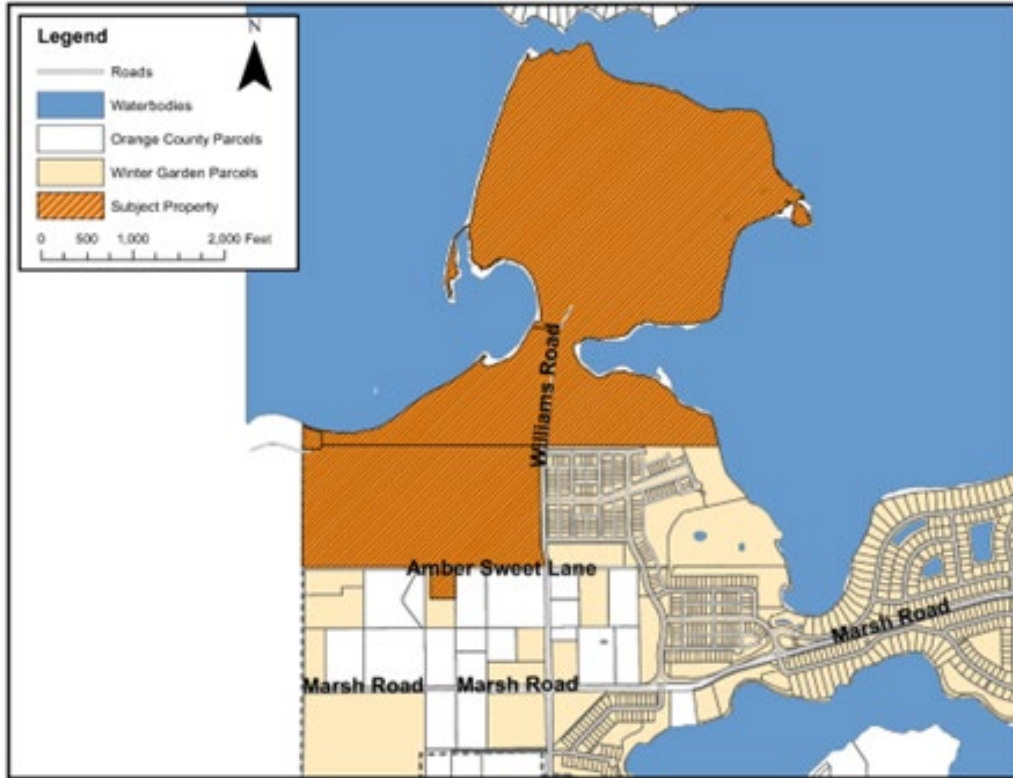 Legend
N
Roads
Waterbodies
Orange County Parcels
Winter Garden Parcels
Subject Property
0 500 1,000 2,000 Feet
Williams Road
Amber Sweet Lane
Marsh Road
Marsh Road Marsh Road